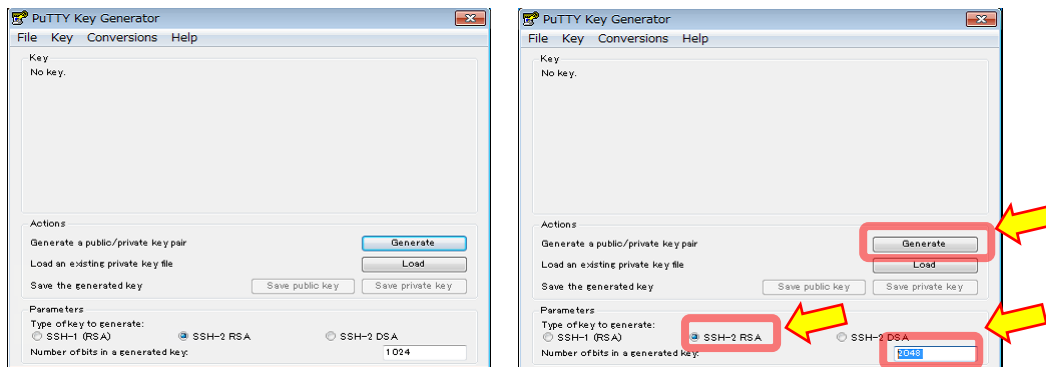 PuTTY Key Generator
File Key Conversions Help
Key
No key.
Actions
Generate a public/private key pair
Generate
Load an existing private key file
Load
Save the generated key
Save public key
Save private key
Parameters
Type of key to generate:
SSH-1 (RSA)
SSH-2 RSA
SSH-2 DSA
Number of bits in a generated key:
1024
PuTTY Key Generator
File Key Conversions Help
Key
No key.
Actions
Generate a public/private key pair
Generate
Load an existing private key file
Load
Save the generated key
Save public key
Save private key
Parameters
Type of key to generate:
SSH-1 (RSA)
SSH-2 RSA
SSH-2 DSA
Number of bits in a generated key:
2048